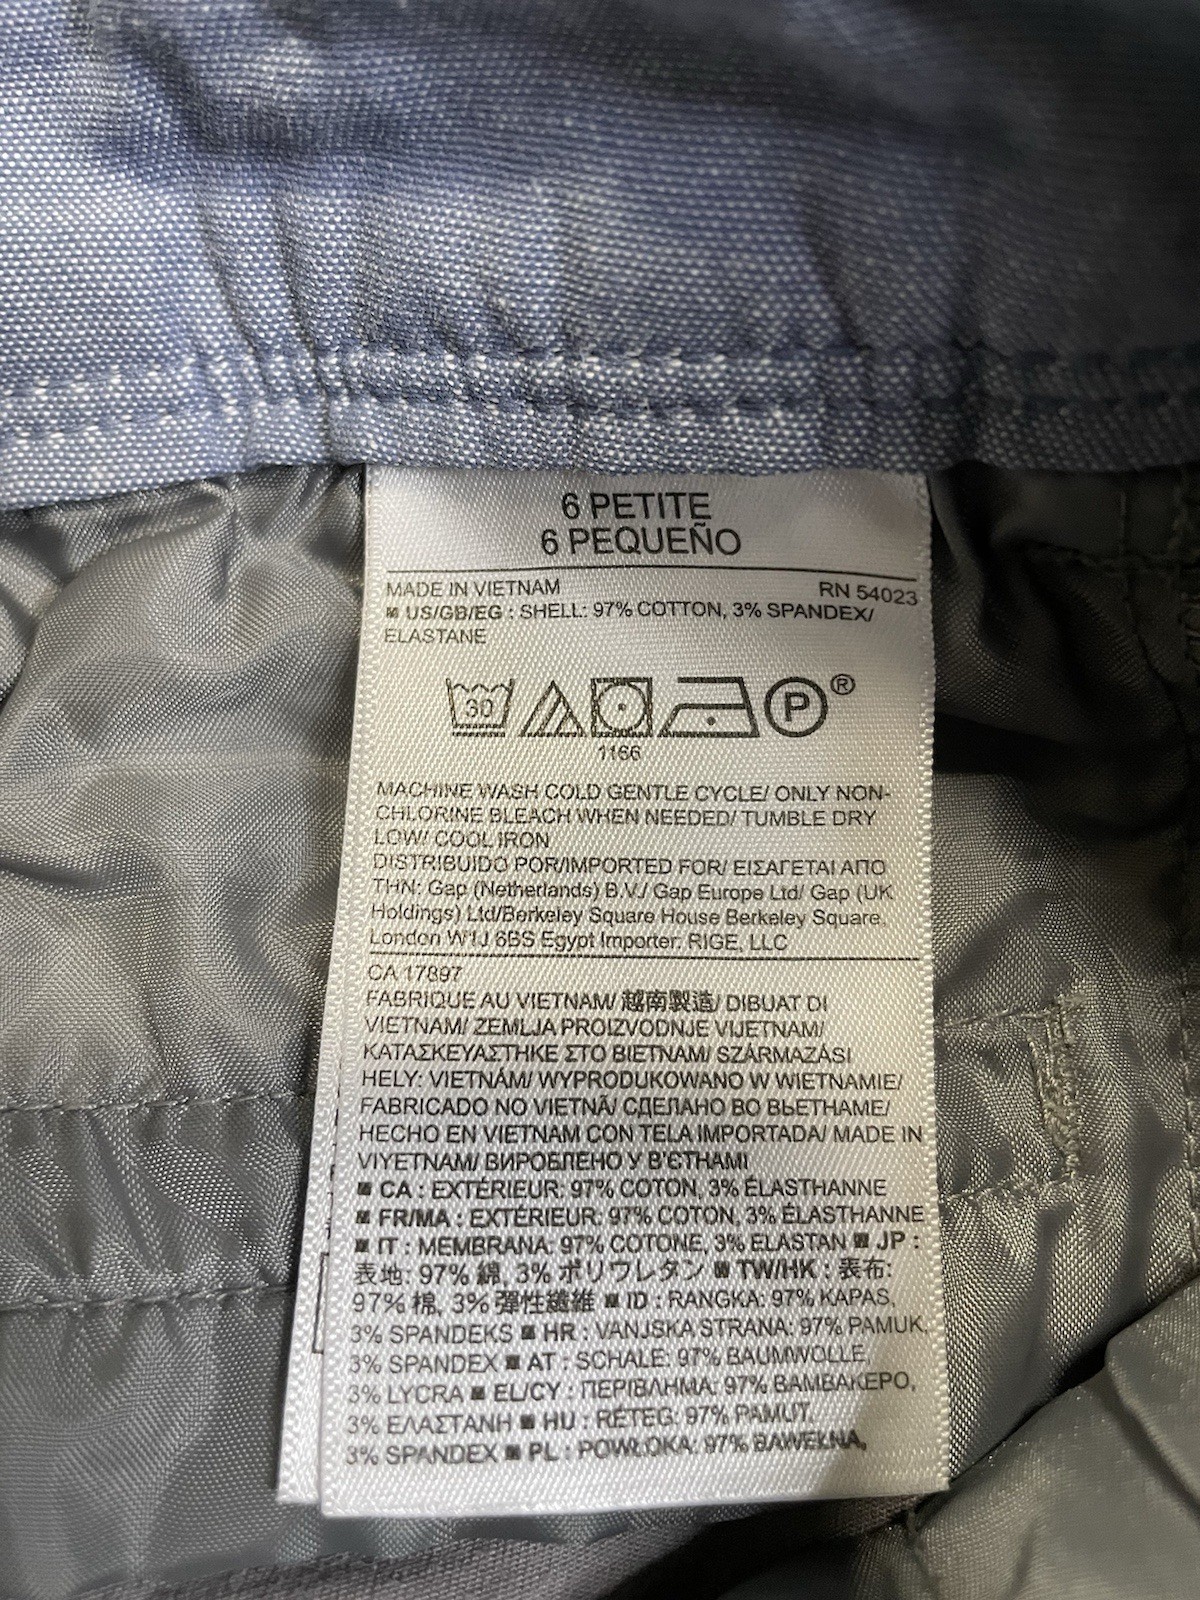 6 PETITE
6 PEQUEÑO
MADE IN VIETNAM RN 54023
■ US/GB/EG : SHELL: 97% COTTON, 3% SPANDEX/
ELASTANE
30 P ®
1166
MACHINE WASH COLD GENTLE CYCLE/ ONLY NON-
CHLORINE BLEACH WHEN NEEDED/ TUMBLE DRY
LOW/ COOL IRON
DISTRIBUIDO POR/IMPORTED FOR/ ΕΙΣΑΓΕΤΑΙ ΑΠΟ
ΤΗΝ: Gap (Netherlands) B.V./ Gap Europe Ltd/ Gap (UK
Holdings) Ltd/Berkeley Square House Berkeley Square,
London W1J 6BS Egypt Importer: RIGE, LLC
CA 17897
FABRIQUE AU VIETNAM/ 越南製造/ DIBUAT DI
VIETNAM/ ZEMLJA PROIZVODNJE VIJETNAM/
ΚΑΤΑΣΚΕΥΑΣΤΗΚΕ ΣΤΟ ΒΙΕΤΝΑΜ/ SZÁRMAZÁSI
HELY: VIETNÁM/ WYPRODUKOWANO W WIETNAMIE/
FABRICADO NO VIETNÃ/ СДЕЛАНО ВО ВЬЕТНАМЕ/
HECHO EN VIETNAM CON TELA IMPORTADA/ MADE IN
VIYETNAM/ ВИРОБЛЕНО У В'ЄТНАМІ
■ CA : EXTÉRIEUR: 97% COTON, 3% ÉLASTHANNE
■ FR/MA : EXTÉRIEUR: 97% COTON, 3% ÉLASTHANNE
■ IT : MEMBRANA: 97% COTONE, 3% ELASTAN ■ JP :
表地: 97% 綿, 3% ポリウレタン ■ TW/HK : 表布:
97% 棉, 3% 彈性纖維 ■ ID : RANGKA: 97% KAPAS,
3% SPANDEKS ■ HR : VANJSKA STRANA: 97% PAMUK,
3% SPANDEX ■ AT : SCHALE: 97% BAUMWOLLE,
3% LYCRA ■ EL/CY : ΠΕΡΙΒΛΗΜΑ: 97% ΒΑΜΒΑΚΕΡΟ,
3% ΕΛΑΣΤΑΝΗ ■ HU : RÉTEG: 97% PAMUT,
3% SPANDEX ■ PL : POWŁOKA: 97% BAWEŁNA,